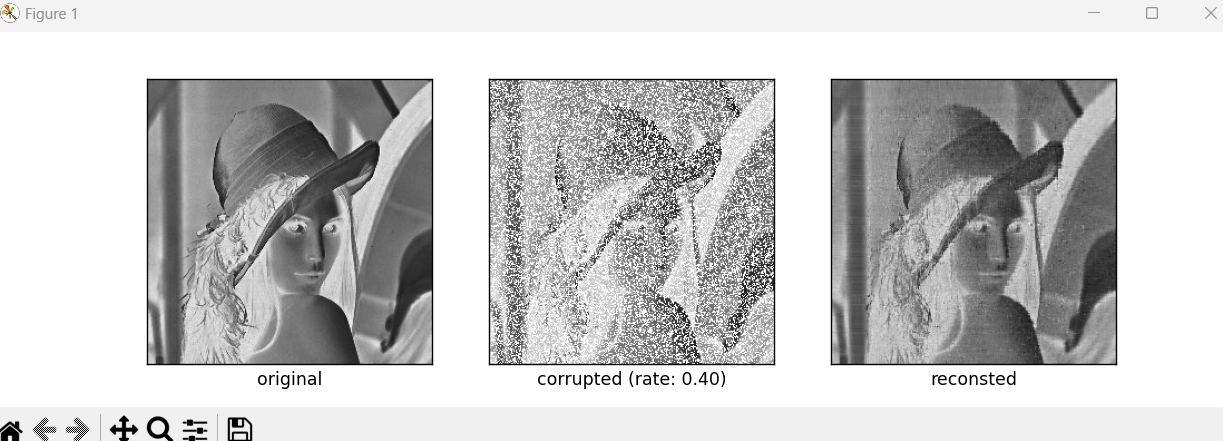 Figure 1
original
corrupted (rate: 0.40)
reconsted